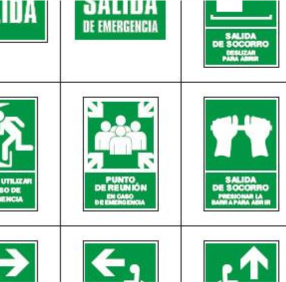 SALIDA
DE EMERGENCIA
SALIDA
DE SOCORRO
DESLIZAR
PARA ABRIR
UTILIZAR
SO DE
ENCIA
PUNTO
DE REUNIÓN
EN CASO
DE EMERGENCIA
SALIDA
DE SOCORRO
PRESIONAR LA
BARRA PARA ABRIR